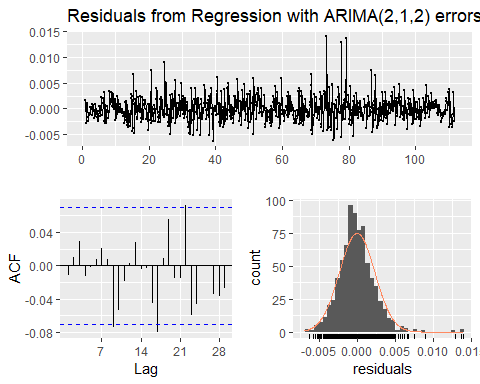 Residuals from Regression with ARIMA(2,1,2) errors
0.015
0.010
0.005
0.000
-0.005
0 20 40 60 80 100
ACF
0.04
0.00
-0.04
-0.08
7 14 21 28
Lag
count
100
75
50
25
0
-0.005 0.000 0.005 0.010 0.01
residuals